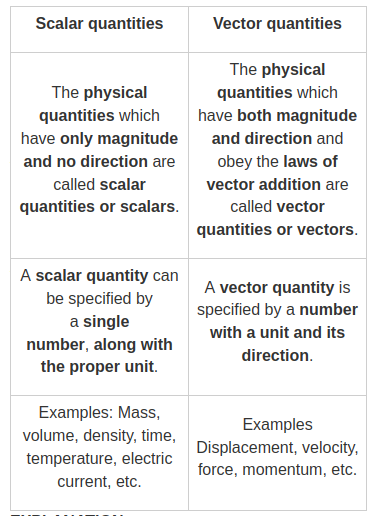 Scalar quantities
Vector quantities
The physical
quantities which
have only magnitude
and no direction are
called scalar
quantities or scalars.
The physical
quantities which
have both magnitude
and direction and
obey the laws of
vector addition are
called vector
quantities or vectors.
A scalar quantity can
be specified by
a single
number, along with
the proper unit.
A vector quantity is
specified by a number
with a unit and its
direction.
Examples: Mass,
volume, density, time,
temperature, electric
current, etc.
Examples
Displacement, velocity,
force, momentum, etc.